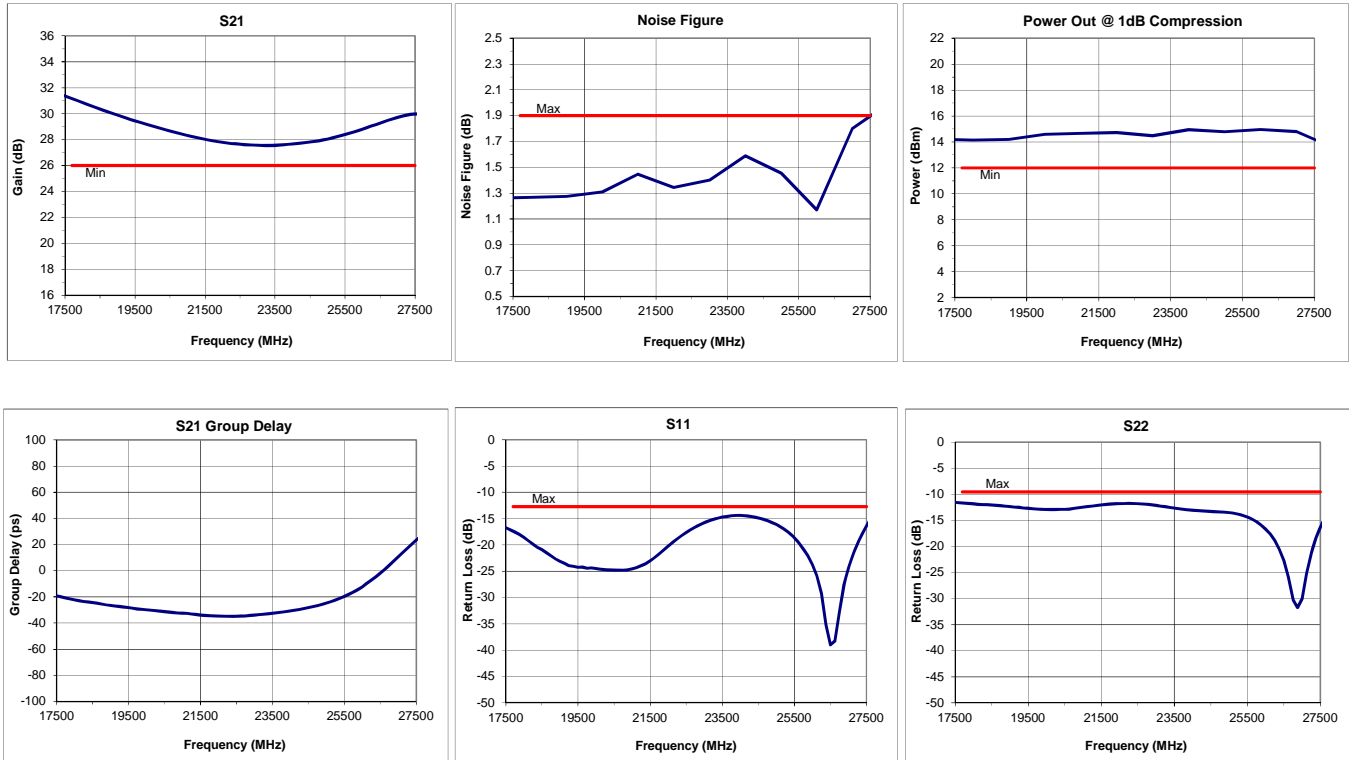 S21
36
34
32
30
28
26
24
22
20
18
16
Gain (dB)
Min
17500 19500 21500 23500 25500 27500
Frequency (MHz)
Noise Figure
2.5
2.3
2.1
1.9
1.7
1.5
1.3
1.1
0.9
0.7
0.5
Noise Figure (dB)
Max
17500 19500 21500 23500 25500 27500
Frequency (MHz)
Power Out @ 1dB Compression
22
20
18
16
14
12
10
8
6
4
2
Power (dBm)
Min
17500 19500 21500 23500 25500 27500
Frequency (MHz)
S21 Group Delay
100
80
60
40
20
0
-20
-40
-60
-80
-100
Group Delay (ps)
17500 19500 21500 23500 25500 27500
Frequency (MHz)
S11
0
-5
-10
-15
-20
-25
-30
-35
-40
-45
-50
Return Loss (dB)
Max
17500 19500 21500 23500 25500 27500
Frequency (MHz)
S22
0
-5
-10
-15
-20
-25
-30
-35
-40
-45
-50
Return Loss (dB)
Max
17500 19500 21500 23500 25500 27500
Frequency (MHz)